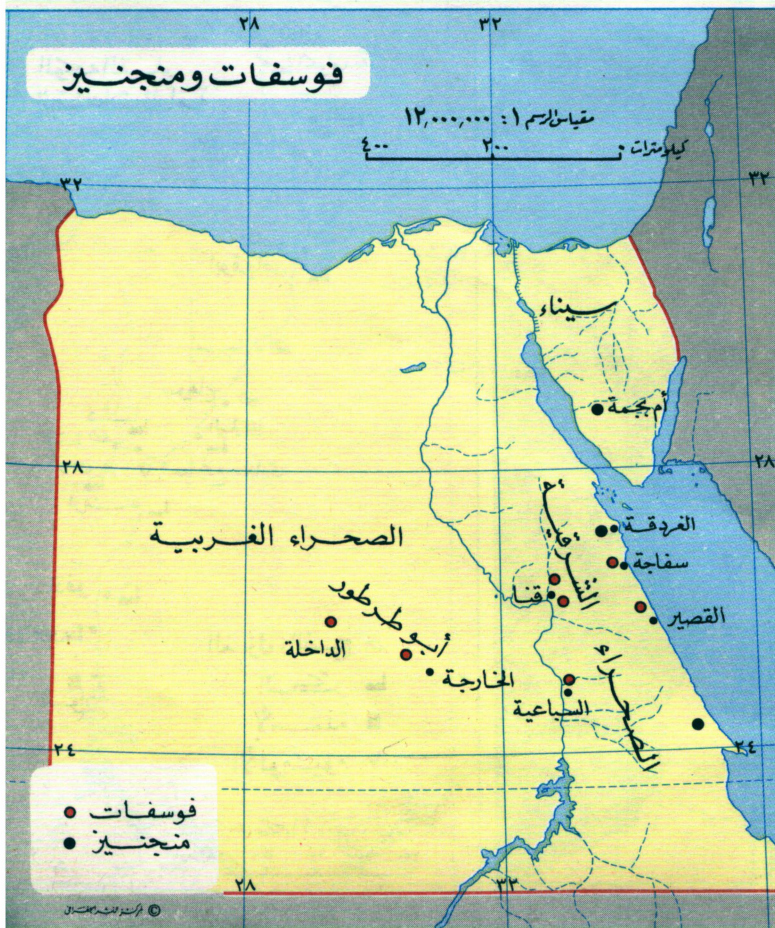 ٢٨
٣٢
فوسفات ومنجنيز
مقياس الرسم ١ : ١٢,٠٠٠,٠٠٠
٤٠٠ ٢٠٠ ٠ كيلومترات
٣٢
٣٢
سيناء
أم بجمة
٢٨
٢٨
الصحراء الغربية
الصحراء الشرقية
الغردقة
سفاجة
قنا
القصير
أبو طرطور
الداخلة
الخارجة
السباعية
٢٤
٢٤
فوسفات
منجنيز
٢٨
٣٢
©